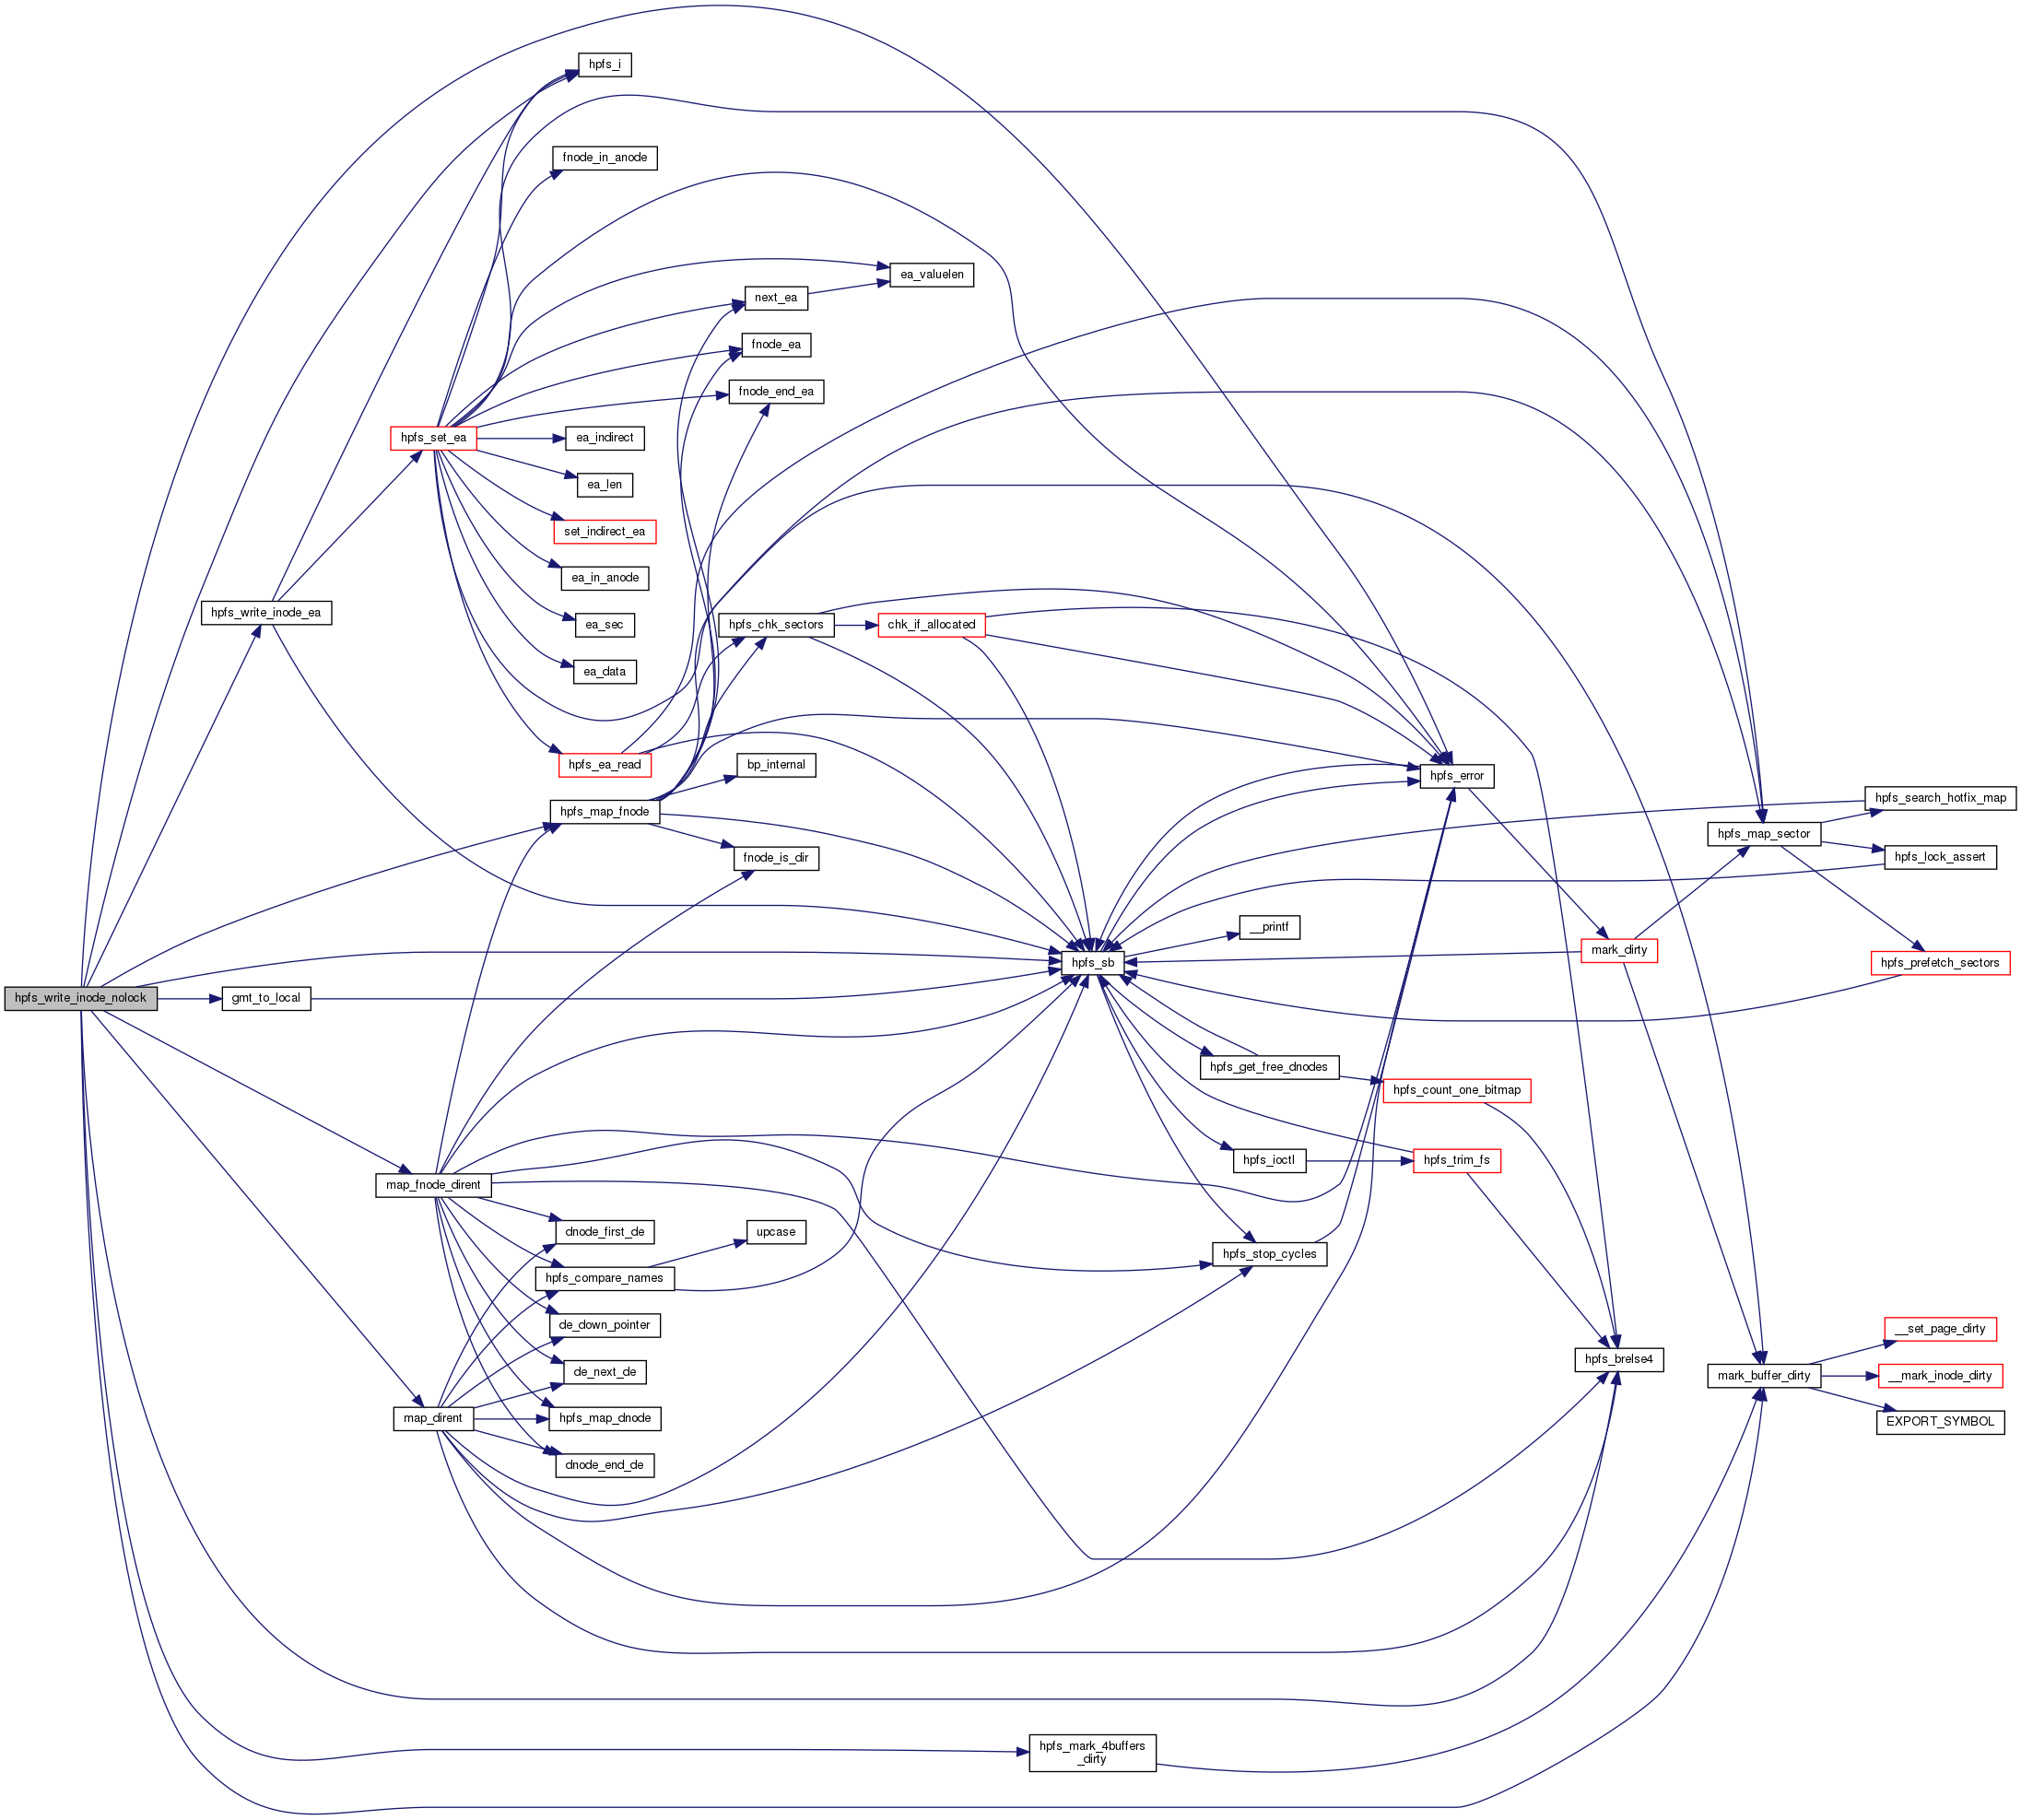 hpfs_i
fnode_in_anode
ea_valuelen
next_ea
fnode_ea
fnode_end_ea
hpfs_set_ea
ea_indirect
ea_len
set_indirect_ea
ea_in_anode
hpfs_write_inode_ea
ea_sec
hpfs_chk_sectors
chk_if_allocated
ea_data
hpfs_ea_read
bp_internal
hpfs_error
hpfs_map_fnode
hpfs_search_hotfix_map
hpfs_map_sector
fnode_is_dir
hpfs_lock_assert
__printf
mark_dirty
hpfs_sb
hpfs_prefetch_sectors
hpfs_write_inode_nolock
gmt_to_local
hpfs_get_free_dnodes
hpfs_count_one_bitmap
hpfs_ioctl
hpfs_trim_fs
map_fnode_dirent
dnode_first_de
upcase
hpfs_stop_cycles
hpfs_compare_names
de_down_pointer
__set_page_dirty
hpfs_brelse4
de_next_de
mark_buffer_dirty
__mark_inode_dirty
map_dirent
hpfs_map_dnode
EXPORT_SYMBOL
dnode_end_de
hpfs_mark_4buffers
_dirty